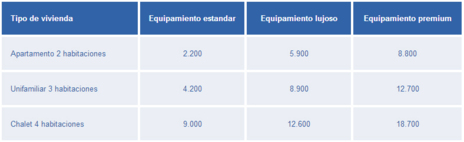 Tipo de vivienda Equipamiento estandar Equipamiento lujoso Equipamiento premium
Apartamento 2 habitaciones 2.200 5.900 8.800
Unifamiliar 3 habitaciones 4.200 8.900 12.700
Chalet 4 habitaciones 9.000 12.600 18.700